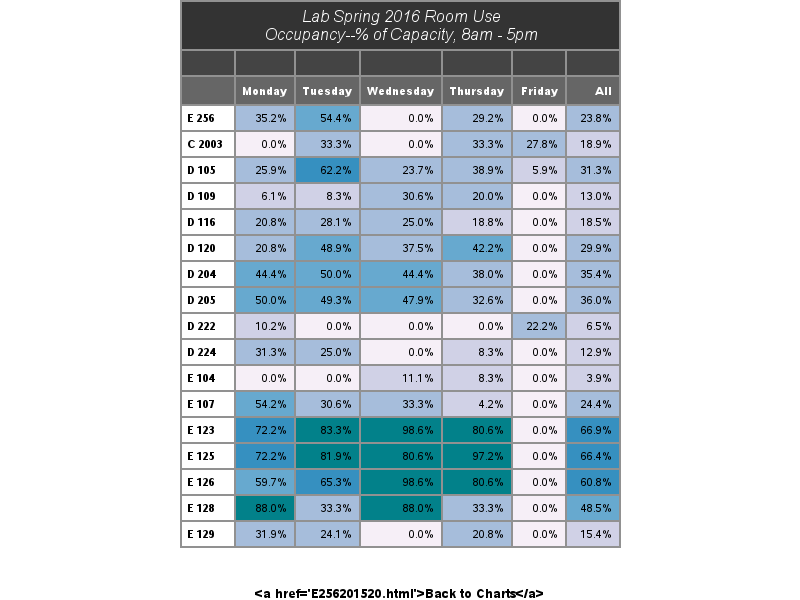 Lab Spring 2016 Room Use
Occupancy--% of Capacity, 8am - 5pm
Monday Tuesday Wednesday Thursday Friday All
E 256 35.2% 54.4% 0.0% 29.2% 0.0% 23.8%
C 2003 0.0% 33.3% 0.0% 33.3% 27.8% 18.9%
D 105 25.9% 62.2% 23.7% 38.9% 5.9% 31.3%
D 109 6.1% 8.3% 30.6% 20.0% 0.0% 13.0%
D 116 20.8% 28.1% 25.0% 18.8% 0.0% 18.5%
D 120 20.8% 48.9% 37.5% 42.2% 0.0% 29.9%
D 204 44.4% 50.0% 44.4% 38.0% 0.0% 35.4%
D 205 50.0% 49.3% 47.9% 32.6% 0.0% 36.0%
D 222 10.2% 0.0% 0.0% 0.0% 22.2% 6.5%
D 224 31.3% 25.0% 0.0% 8.3% 0.0% 12.9%
E 104 0.0% 0.0% 11.1% 8.3% 0.0% 3.9%
E 107 54.2% 30.6% 33.3% 4.2% 0.0% 24.4%
E 123 72.2% 83.3% 98.6% 80.6% 0.0% 66.9%
E 125 72.2% 81.9% 80.6% 97.2% 0.0% 66.4%
E 126 59.7% 65.3% 98.6% 80.6% 0.0% 60.8%
E 128 88.0% 33.3% 88.0% 33.3% 0.0% 48.5%
E 129 31.9% 24.1% 0.0% 20.8% 0.0% 15.4%
&lt;a href='E256201520.html'&gt;Back to Charts&lt;/a&gt;